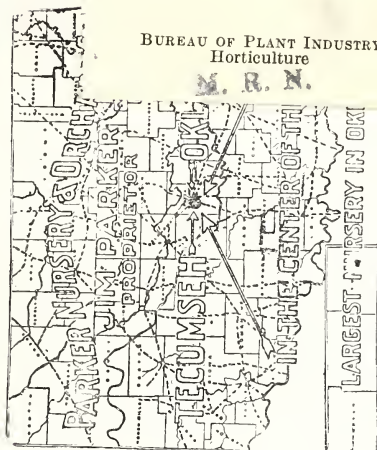 BUREAU OF PLANT INDUSTRY
Horticulture
M. R. N.
PARKER NURSERY & ORCH
JIM PARKER
PROPRIETOR
TECUMSEH
OKL
IN THE CENTER OF THE
LARGEST NURSERY IN OK